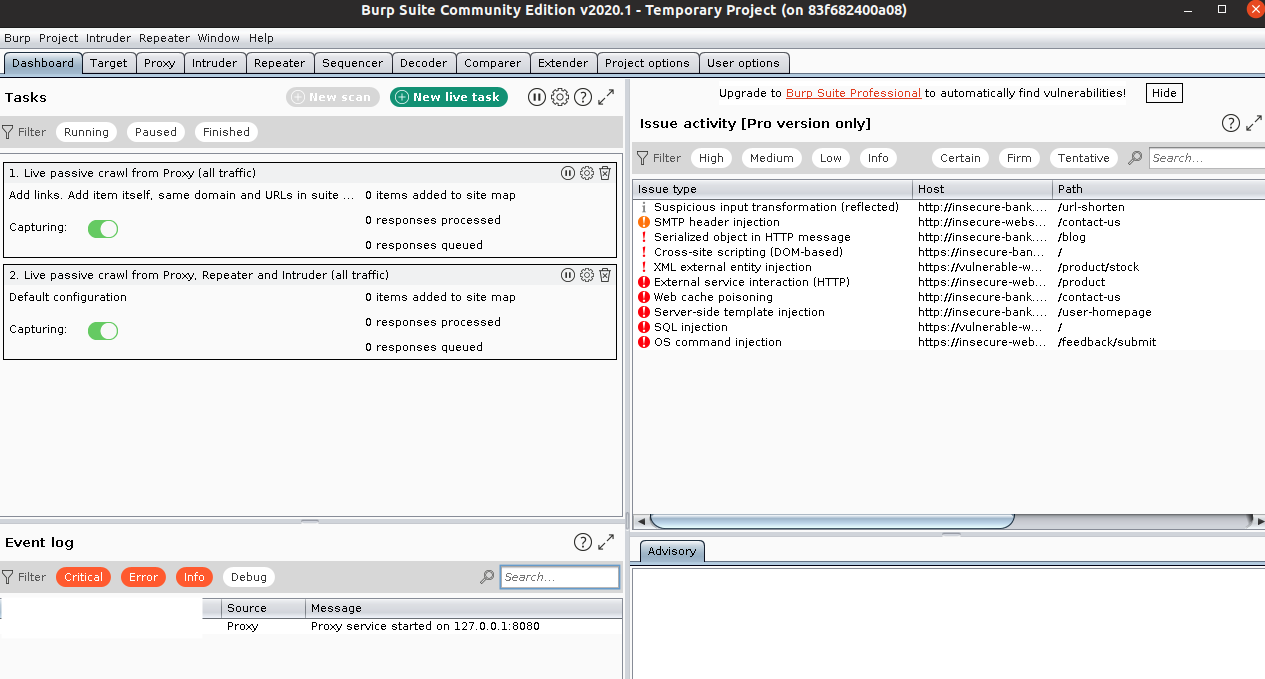 Burp Suite Community Edition v2020.1 - Temporary Project (on 83f682400a08)
Burp Project Intruder Repeater Window Help
Dashboard Target Proxy Intruder Repeater Sequencer Decoder Comparer Extender Project options User options
Tasks New scan New live task
Filter Running Paused Finished
1. Live passive crawl from Proxy (all traffic)
Add links. Add item itself, same domain and URLs in suite ... 0 items added to site map
0 responses processed
Capturing:
0 responses queued
2. Live passive crawl from Proxy, Repeater and Intruder (all traffic)
Default configuration 0 items added to site map
0 responses processed
Capturing:
0 responses queued
Event log
Filter Critical Error Info Debug Search...
Source Message
Proxy Proxy service started on 127.0.0.1:8080
Upgrade to Burp Suite Professional to automatically find vulnerabilities! Hide
Issue activity [Pro version only]
Filter High Medium Low Info Certain Firm Tentative Search...
Issue type Host Path
Suspicious input transformation (reflected) http://insecure-bank.... /url-shorten
SMTP header injection http://insecure-webs... /contact-us
Serialized object in HTTP message http://insecure-bank.... /blog
Cross-site scripting (DOM-based) https://insecure-ban... /
XML external entity injection https://vulnerable-w... /product/stock
External service interaction (HTTP) https://insecure-web... /product
Web cache poisoning http://insecure-bank.... /contact-us
Server-side template injection http://insecure-bank.... /user-homepage
SQL injection https://vulnerable-w... /
OS command injection https://insecure-web... /feedback/submit
Advisory